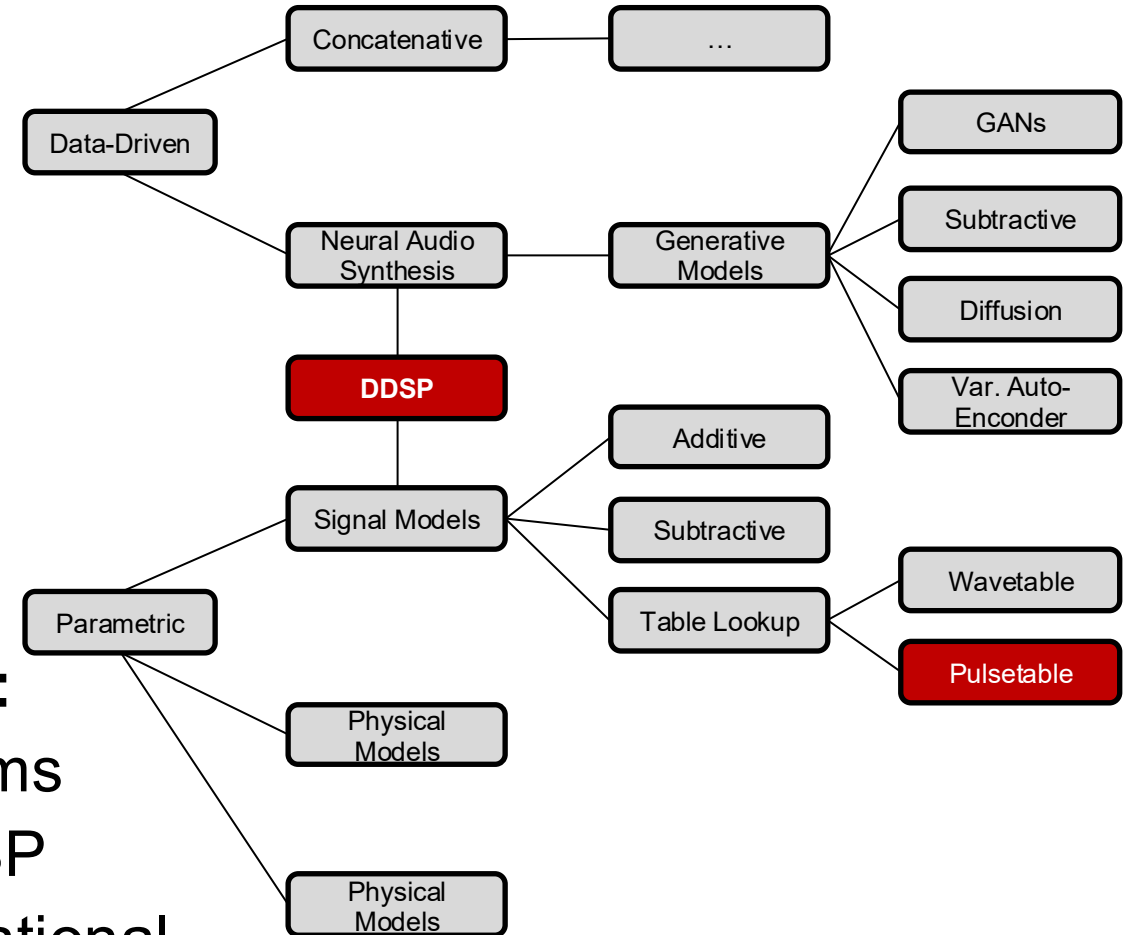 Concatenative
…
GANs
Data-Driven
Subtractive
Neural Audio
Synthesis
Generative
Models
Diffusion
DDSP
Var. Auto-
Enconder
Additive
Signal Models
Subtractive
Wavetable
Parametric
Table Lookup
Pulsetable
:
Physical
Models
ms
Physical
Models